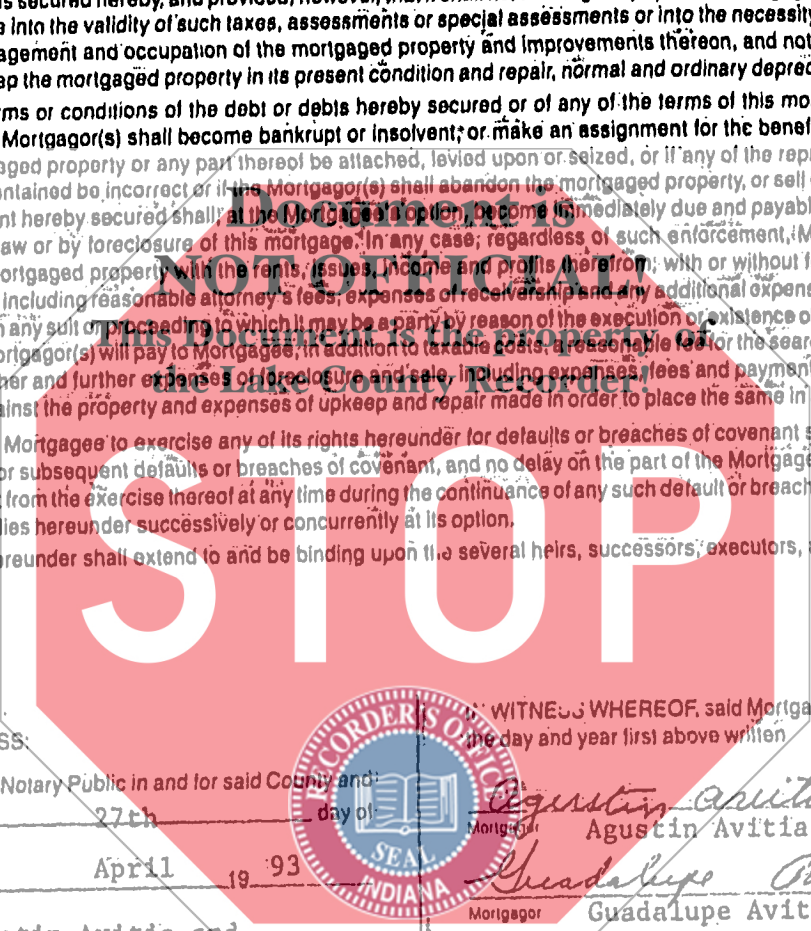 s secured hereby, and provided, however, that
s into the validity of such taxes, assessments or special assessments or into the necessity
agement and occupation of the mortgaged property and improvements thereon, and not
ep the mortgaged property in its present condition and repair, normal and ordinary deprec
rms or conditions of the debt or debts hereby secured or of any of the terms of this mo
Mortgagor(s) shall become bankrupt or insolvent, or make an assignment for the benef
aged property or any part thereof be attached, levied upon or seized, or if any of the rep
ntained be incorrect or if the Mortgagor(s) shall abandon the mortgaged property, or sell
nt hereby secured shall, at the Mortgagee's option, become immediately due and payabl
aw or by foreclosure of this mortgage. In any case, regardless of such enforcement, M
ortgaged property with the rents, issues, income and profits therefrom, with or without f
including reasonable attorney's fees, expenses of receivership and any additional expens
n any suit or proceeding to which it may be a party by reason of the execution or existence o
ortgagor(s) will pay to Mortgagee, in addition to taxable costs, a reasonable fee for the sear
her and further expenses of foreclosure and sale, including expenses, fees and payment
ainst the property and expenses of upkeep and repair made in order to place the same in
Document is
NOT OFFICIAL!
This Document is the property of
the Lake County Recorder!
Mortgagee to exercise any of its rights hereunder for defaults or breaches of covenant s
or subsequent defaults or breaches of covenant, and no delay on the part of the Mortgag
from the exercise thereof at any time during the continuance of any such default or breach
dies hereunder successively or concurrently at its option.
ereunder shall extend to and be binding upon the several heirs, successors, executors,
STOP
WITNESS WHEREOF, said Mortga
SS:
the day and year first above written
Notary Public in and for said County and
27th day of
Agustin Avitia
Mortgagor Agustin Avitia
April 19 93
Guadalupe
Mortgagor Guadalupe Avit
RECORDER'S OFFICE
SEAL
INDIANA